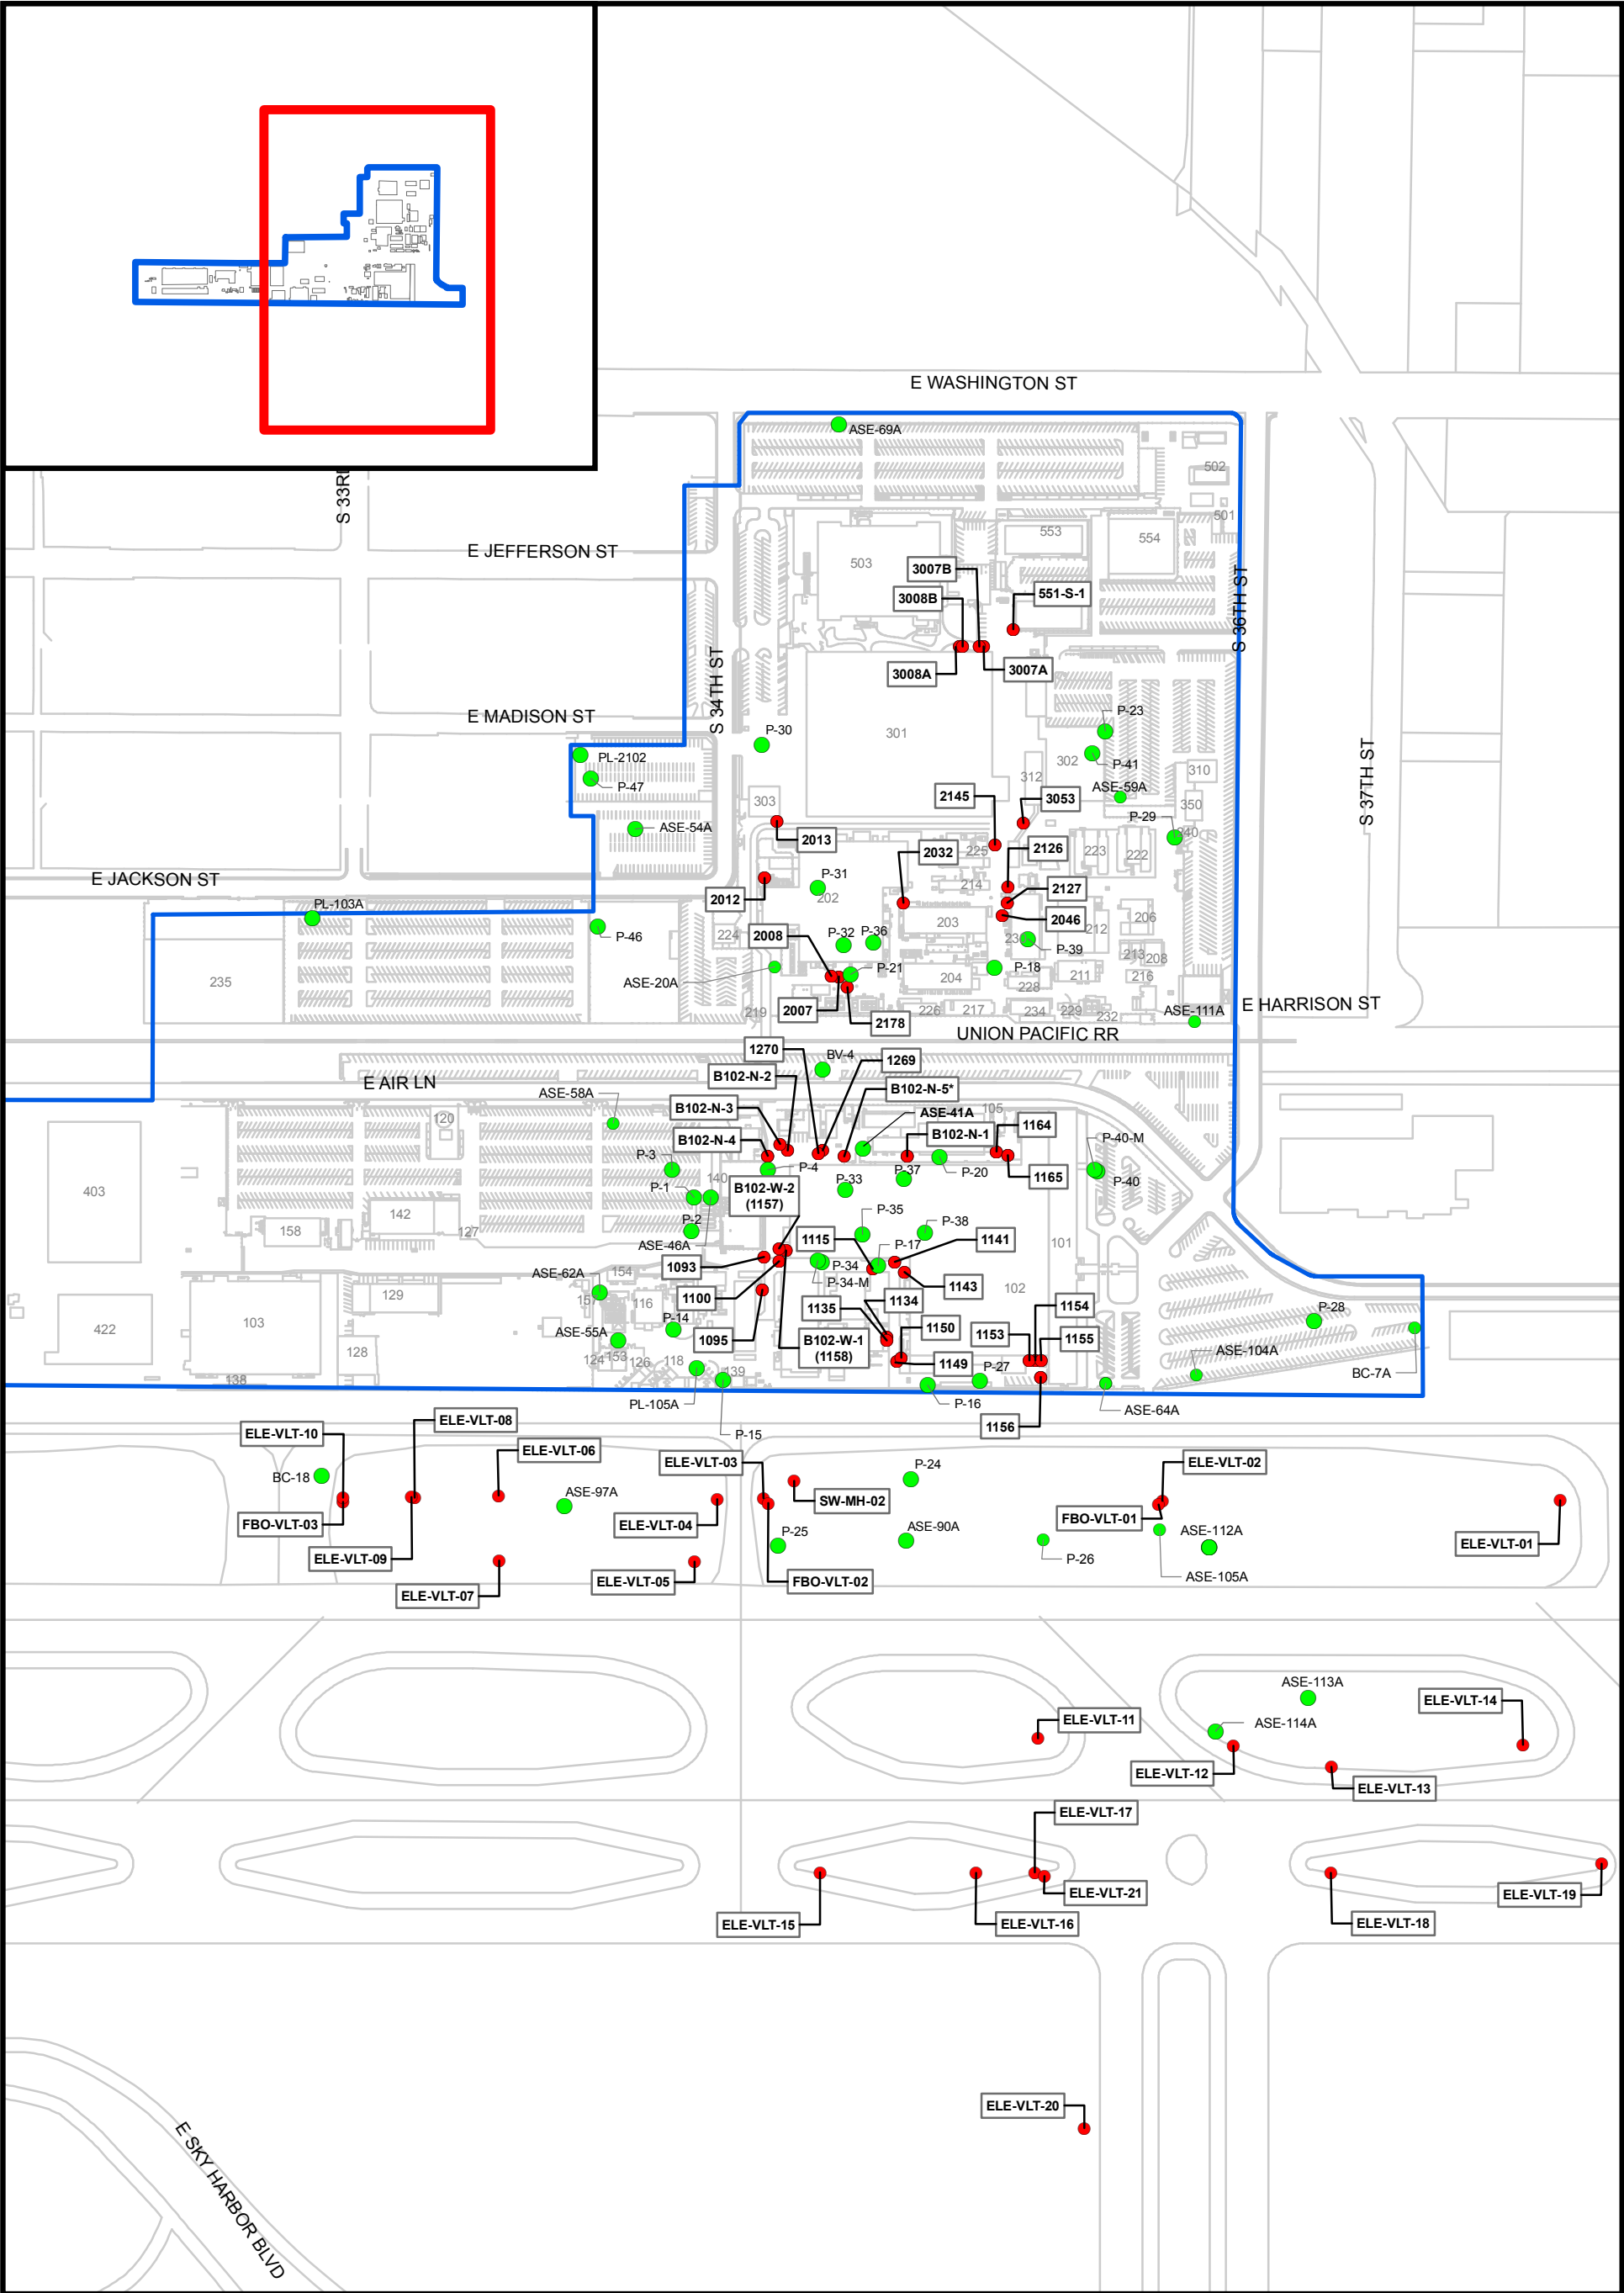 E WASHINGTON ST
ASE-69A
502
501
S 33RD
E JEFFERSON ST
553
554
503
3007B
3008B
551-S-1
S 36TH ST
3008A
3007A
S 34TH ST
E MADISON ST
P-23
P-30
301
302
P-41
PL-2102
P-47
312
310
ASE-59A
S 37TH ST
2145
3053
303
350
ASE-54A
P-29
240
2013
2032
225
2126
223
222
E JACKSON ST
P-31
202
214
2127
2012
PL-103A
203
2046
206
212
P-46
224
2008
P-32
P-36
P-39
213
208
235
ASE-20A
P-21
204
P-18
228
211
216
219
2007
226
217
234
229
232
ASE-111A
E HARRISON ST
2178
UNION PACIFIC RR
1270
BV-4
1269
B102-N-2
E AIR LN
B102-N-5*
ASE-58A
B102-N-3
105
ASE-41A
120
B102-N-1
1164
B102-N-4
P-40-M
P-3
P-4
P-37
P-20
1165
P-40
140
403
P-1
B102-W-2
(1157)
P-33
142
P-2
P-35
P-38
158
127
1115
1141
ASE-46A
P-17
101
1093
P-34
ASE-62A
154
P-34-M
1143
102
129
157
116
1100
1134
1154
1135
P-28
422
103
P-14
1150
1153
1155
ASE-55A
1095
B102-W-1
(1158)
128
124
153
126
118
1149
P-27
ASE-104A
139
BC-7A
138
PL-105A
P-16
ASE-64A
ELE-VLT-08
1156
ELE-VLT-10
P-15
ELE-VLT-06
ELE-VLT-03
ELE-VLT-02
BC-18
P-24
ASE-97A
SW-MH-02
FBO-VLT-03
ELE-VLT-04
FBO-VLT-01
ASE-90A
ASE-112A
P-25
ELE-VLT-01
ELE-VLT-09
P-26
ASE-105A
ELE-VLT-07
ELE-VLT-05
FBO-VLT-02
ASE-113A
ELE-VLT-14
ELE-VLT-11
ASE-114A
ELE-VLT-12
ELE-VLT-13
ELE-VLT-17
ELE-VLT-21
ELE-VLT-19
ELE-VLT-15
ELE-VLT-16
ELE-VLT-18
ELE-VLT-20
E SKY HARBOR BLVD